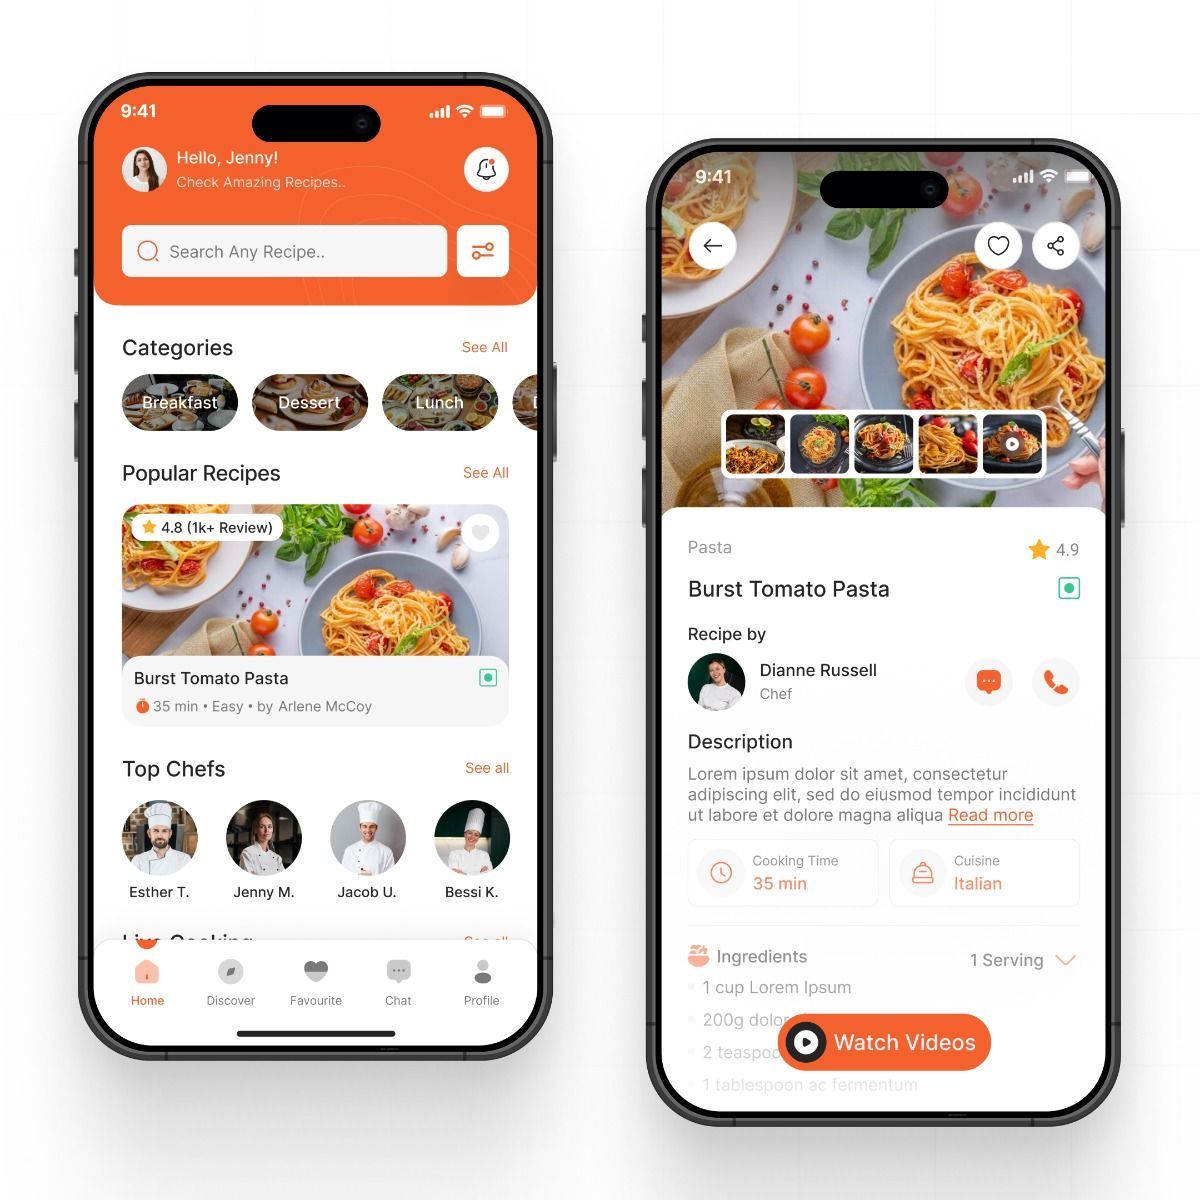 9:41
Hello, Jenny!
Check Amazing Recipes..
Search Any Recipe..
Categories
See All
Breakfast
Dessert
Lunch
Popular Recipes
See All
4.8 (1k+ Review)
Burst Tomato Pasta
35 min • Easy • by Arlene McCoy
Top Chefs
See all
Esther T.
Jenny M.
Jacob U.
Bessi K.
Live Cooking
See all
Home
Discover
Favourite
Chat
Profile
9:41
Pasta
4.9
Burst Tomato Pasta
Recipe by
Dianne Russell
Chef
Description
Lorem ipsum dolor sit amet, consectetur
adipiscing elit, sed do eiusmod tempor incididunt
ut labore et dolore magna aliqua Read more
Cooking Time
35 min
Cuisine
Italian
Ingredients
1 Serving
• 1 cup Lorem Ipsum
• 200g dolor
• 2 teaspoo
• 1 tablespoon ac fermentum
Watch Videos